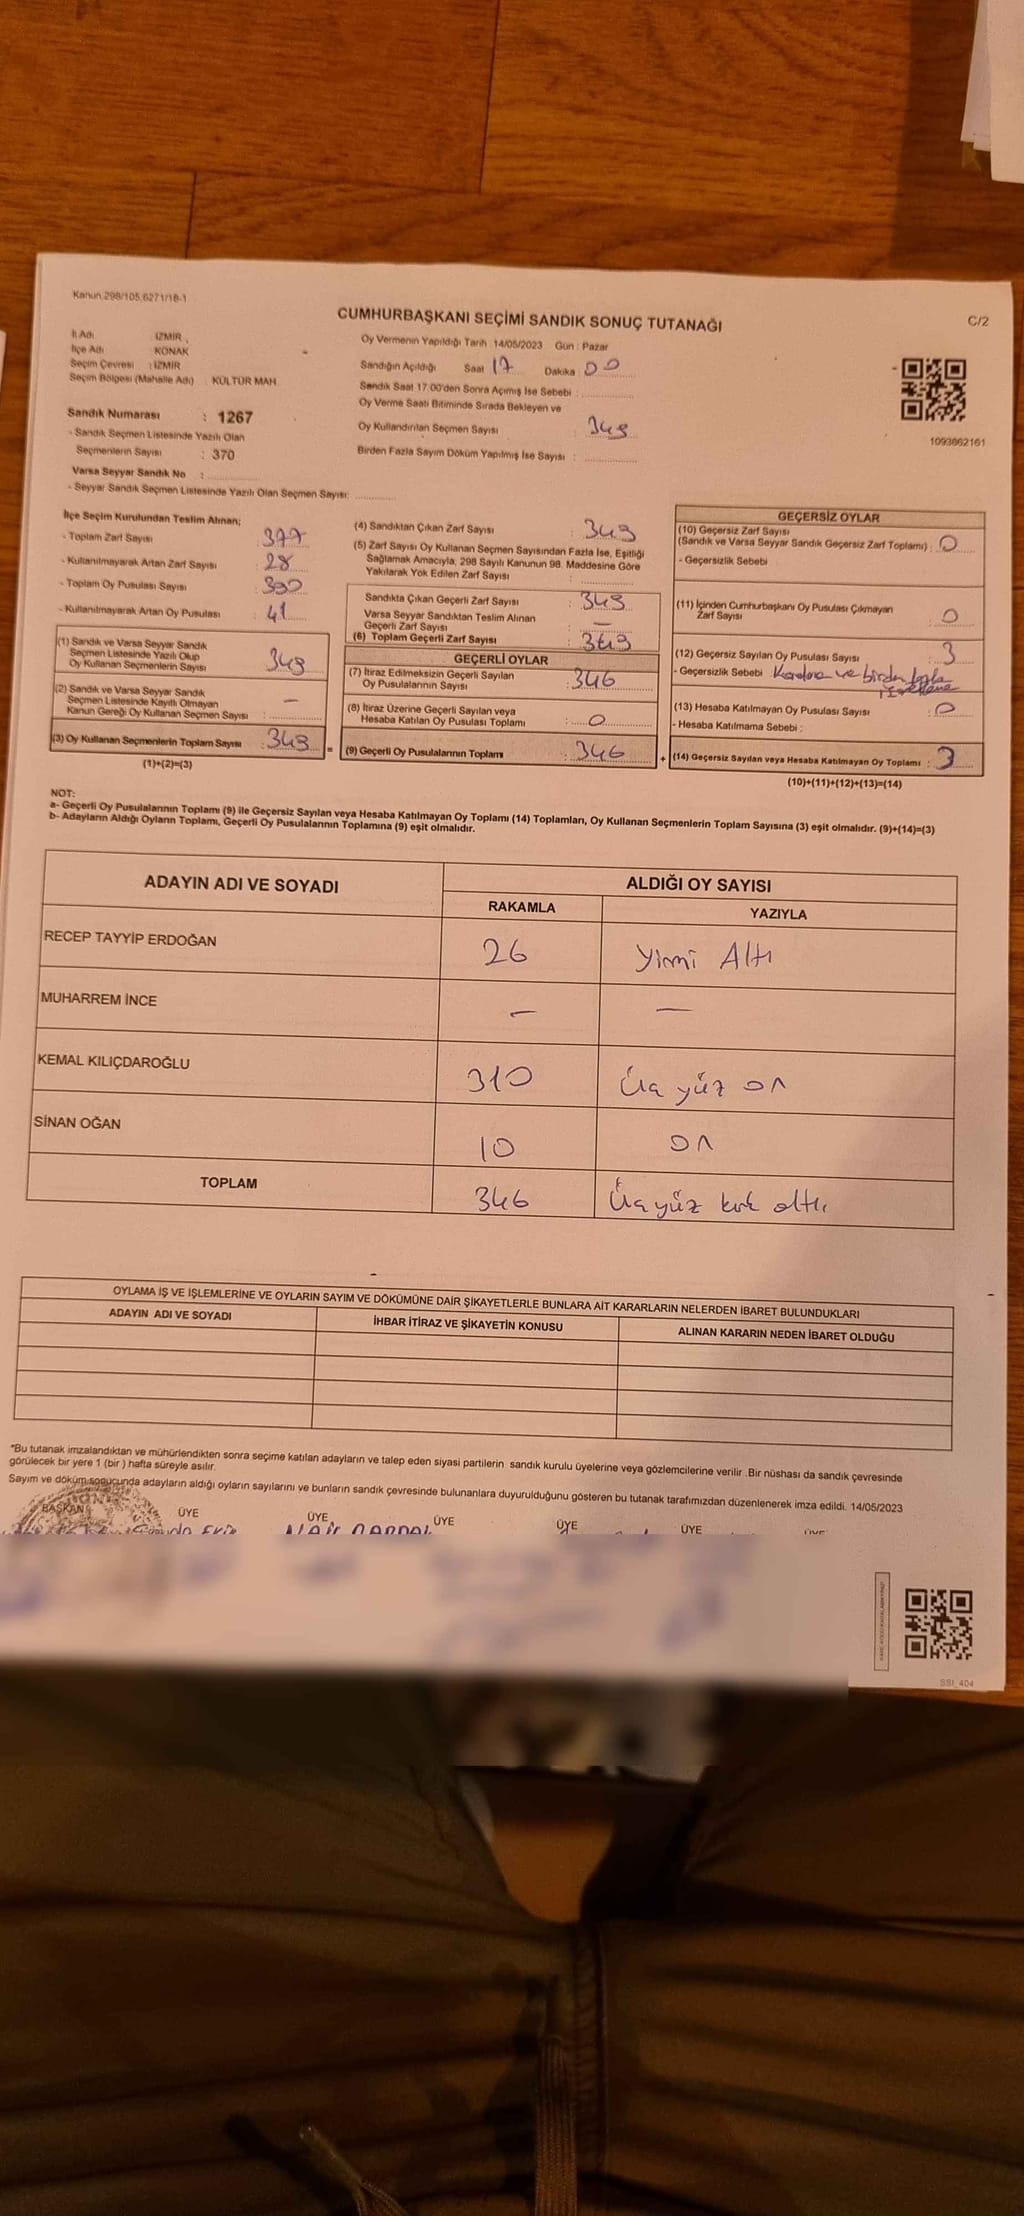 Kanun:298/105,6271/18-1
C/2
CUMHURBAŞKANI SEÇİMİ SANDIK SONUÇ TUTANAĞI
İl Adı : İZMİR
İlçe Adı : KONAK
Seçim Çevresi : İZMİR
Seçim Bölgesi (Mahalle Adı) : KÜLTÜR MAH.
Sandık Numarası : 1267
- Sandık Seçmen Listesinde Yazılı Olan
Seçmenlerin Sayısı : 370
Varsa Seyyar Sandık No :
- Seyyar Sandık Seçmen Listesinde Yazılı Olan Seçmen Sayısı:
Oy Vermenin Yapıldığı Tarih :14/05/2023 Gün : Pazar
Sandığın Açıldığı Saat 17 Dakika 00
Sandık Saat 17:00'den Sonra Açılmış İse Sebebi :
Oy Verme Saati Bitiminde Sırada Bekleyen ve
Oy Kullandırılan Seçmen Sayısı : 349
Birden Fazla Sayım Döküm Yapılmış İse Sayısı :
1093862161
İlçe Seçim Kurulundan Teslim Alınan;
- Toplam Zarf Sayısı : 377
- Kullanılmayarak Artan Zarf Sayısı : 28
- Toplam Oy Pusulası Sayısı : 390
- Kullanılmayarak Artan Oy Pusulası : 41
(1) Sandık ve Varsa Seyyar Sandık
Seçmen Listesinde Yazılı Olup
Oy Kullanan Seçmenlerin Sayısı : 349
(2) Sandık ve Varsa Seyyar Sandık
Seçmen Listesinde Kayıtlı Olmayan
Kanun Gereği Oy Kullanan Seçmen Sayısı : —
(3) Oy Kullanan Seçmenlerin Toplam Sayısı : 349 =
(1)+(2)=(3)
(4) Sandıktan Çıkan Zarf Sayısı : 349
(5) Zarf Sayısı Oy Kullanan Seçmen Sayısından Fazla İse, Eşitliği
Sağlamak Amacıyla, 298 Sayılı Kanunun 98. Maddesine Göre
Yakılarak Yok Edilen Zarf Sayısı :
Sandıkta Çıkan Geçerli Zarf Sayısı : 349
Varsa Seyyar Sandıktan Teslim Alınan
Geçerli Zarf Sayısı : —
(6) Toplam Geçerli Zarf Sayısı : 349
GEÇERLİ OYLAR
(7) İtiraz Edilmeksizin Geçerli Sayılan
Oy Pusulalarının Sayısı : 346
(8) İtiraz Üzerine Geçerli Sayılan veya
Hesaba Katılan Oy Pusulası Toplamı : 0
(9) Geçerli Oy Pusulalarının Toplamı : 346 +
GEÇERSİZ OYLAR
(10) Geçersiz Zarf Sayısı
(Sandık ve Varsa Seyyar Sandık Geçersiz Zarf Toplamı) : 0
- Geçersizlik Sebebi
(11) İçinden Cumhurbaşkanı Oy Pusulası Çıkmayan
Zarf Sayısı : 0
(12) Geçersiz Sayılan Oy Pusulası Sayısı : 3
- Geçersizlik Sebebi ve birden fazla
(13) Hesaba Katılmayan Oy Pusulası Sayısı : 0
- Hesaba Katılmama Sebebi :
(14) Geçersiz Sayılan veya Hesaba Katılmayan Oy Toplamı : 3
(10)+(11)+(12)+(13)=(14)
NOT:
a- Geçerli Oy Pusulalarının Toplamı (9) ile Geçersiz Sayılan veya Hesaba Katılmayan Oy Toplamı (14) Toplamları, Oy Kullanan Seçmenlerin Toplam Sayısına (3) eşit olmalıdır. (9)+(14)=(3)
b- Adayların Aldığı Oyların Toplamı, Geçerli Oy Pusulalarının Toplamına (9) eşit olmalıdır.
ADAYIN ADI VE SOYADI
ALDIĞI OY SAYISI
RAKAMLA YAZIYLA
RECEP TAYYİP ERDOĞAN 26 Yirmi Altı
MUHARREM İNCE — —
KEMAL KILIÇDAROĞLU 310 Üç yüz on
SİNAN OĞAN 10 on
TOPLAM 346 Üç yüz kırk altı
OYLAMA İŞ VE İŞLEMLERİNE VE OYLARIN SAYIM VE DÖKÜMÜNE DAİR ŞİKAYETLERLE BUNLARA AİT KARARLARIN NELERDEN İBARET BULUNDUKLARI
ADAYIN ADI VE SOYADI İHBAR İTİRAZ VE ŞİKAYETİN KONUSU ALINAN KARARIN NEDEN İBARET OLDUĞU
*Bu tutanak imzalandıktan ve mühürlendikten sonra seçime katılan adayların ve talep eden siyasi partilerin sandık kurulu üyelerine veya gözlemcilerine verilir .Bir nüshası da sandık çevresinde
görülecek bir yere 1 (bir ) hafta süreyle asılır.
Sayım ve döküm sonucunda adayların aldığı oyların sayılarını ve bunların sandık çevresinde bulunanlara duyurulduğunu gösteren bu tutanak tarafımızdan düzenlenerek imza edildi. 14/05/2023
BAŞKAN ÜYE ÜYE ÜYE ÜYE ÜYE ÜYE
SSI_404